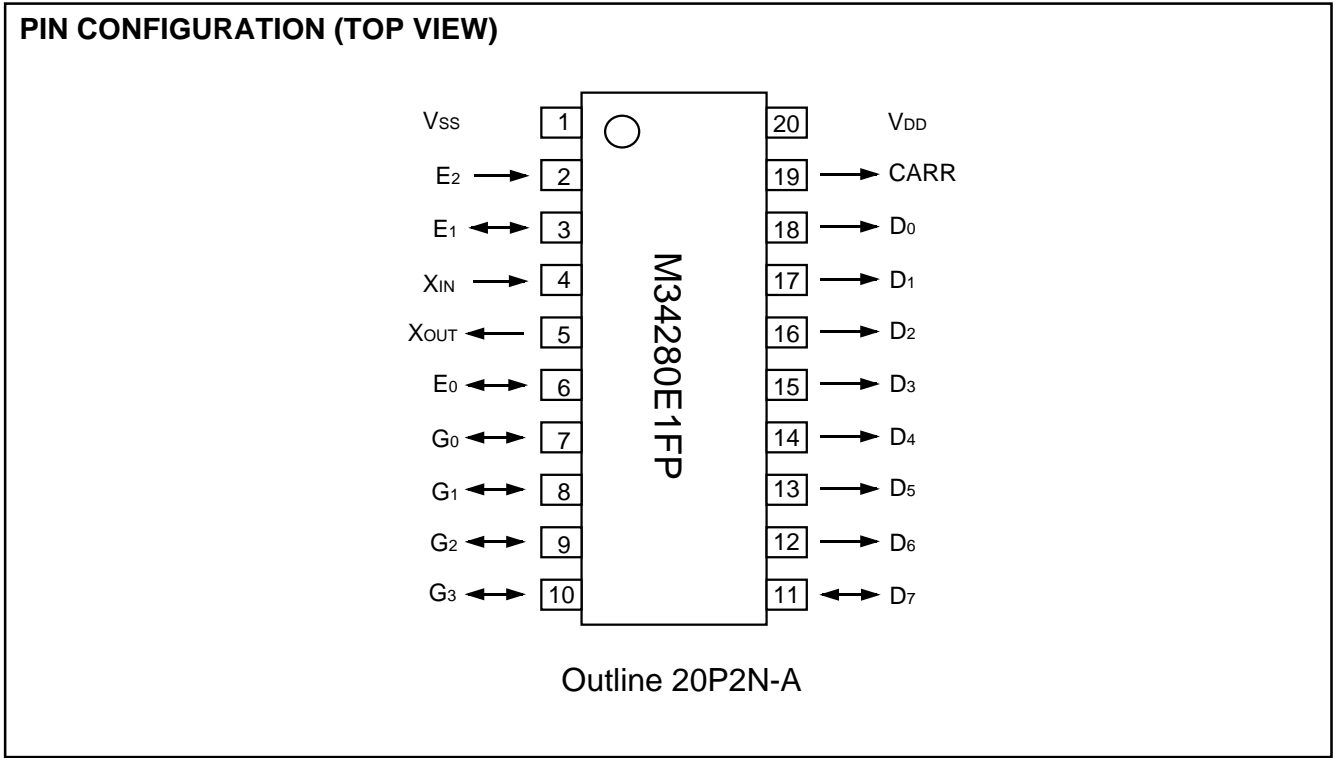 PIN CONFIGURATION (TOP VIEW)
VSS 1 20 VDD
E2 2 19 CARR
E1 3 18 D0
XIN 4 17 D1
XOUT 5 16 D2
E0 6 15 D3
G0 7 14 D4
G1 8 13 D5
G2 9 12 D6
G3 10 11 D7
M34280E1FP
Outline 20P2N-A